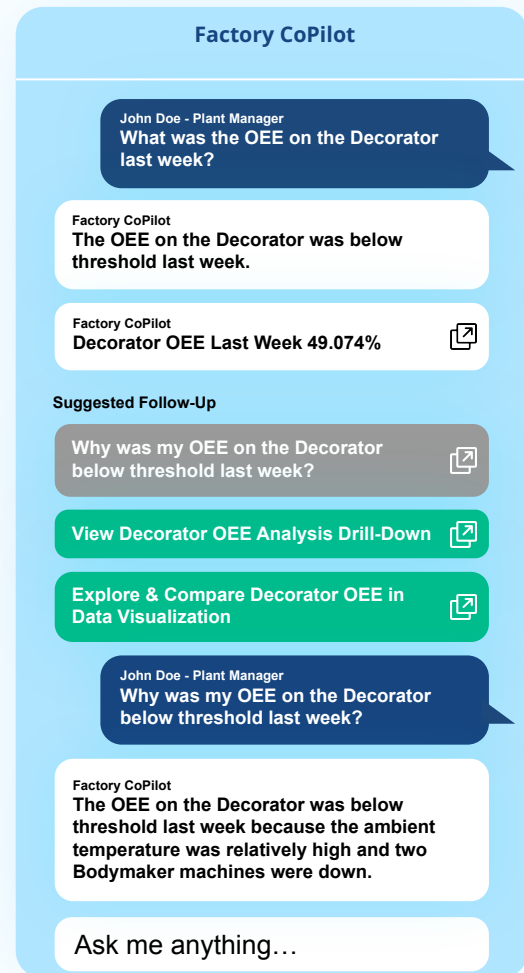 Factory CoPilot
John Doe - Plant Manager
What was the OEE on the Decorator
last week?
Factory CoPilot
The OEE on the Decorator was below
threshold last week.
Factory CoPilot
Decorator OEE Last Week 49.074%
Suggested Follow-Up
Why was my OEE on the Decorator
below threshold last week?
View Decorator OEE Analysis Drill-Down
Explore & Compare Decorator OEE in
Data Visualization
John Doe - Plant Manager
Why was my OEE on the Decorator
below threshold last week?
Factory CoPilot
The OEE on the Decorator was below
threshold last week because the ambient
temperature was relatively high and two
Bodymaker machines were down.
Ask me anything…